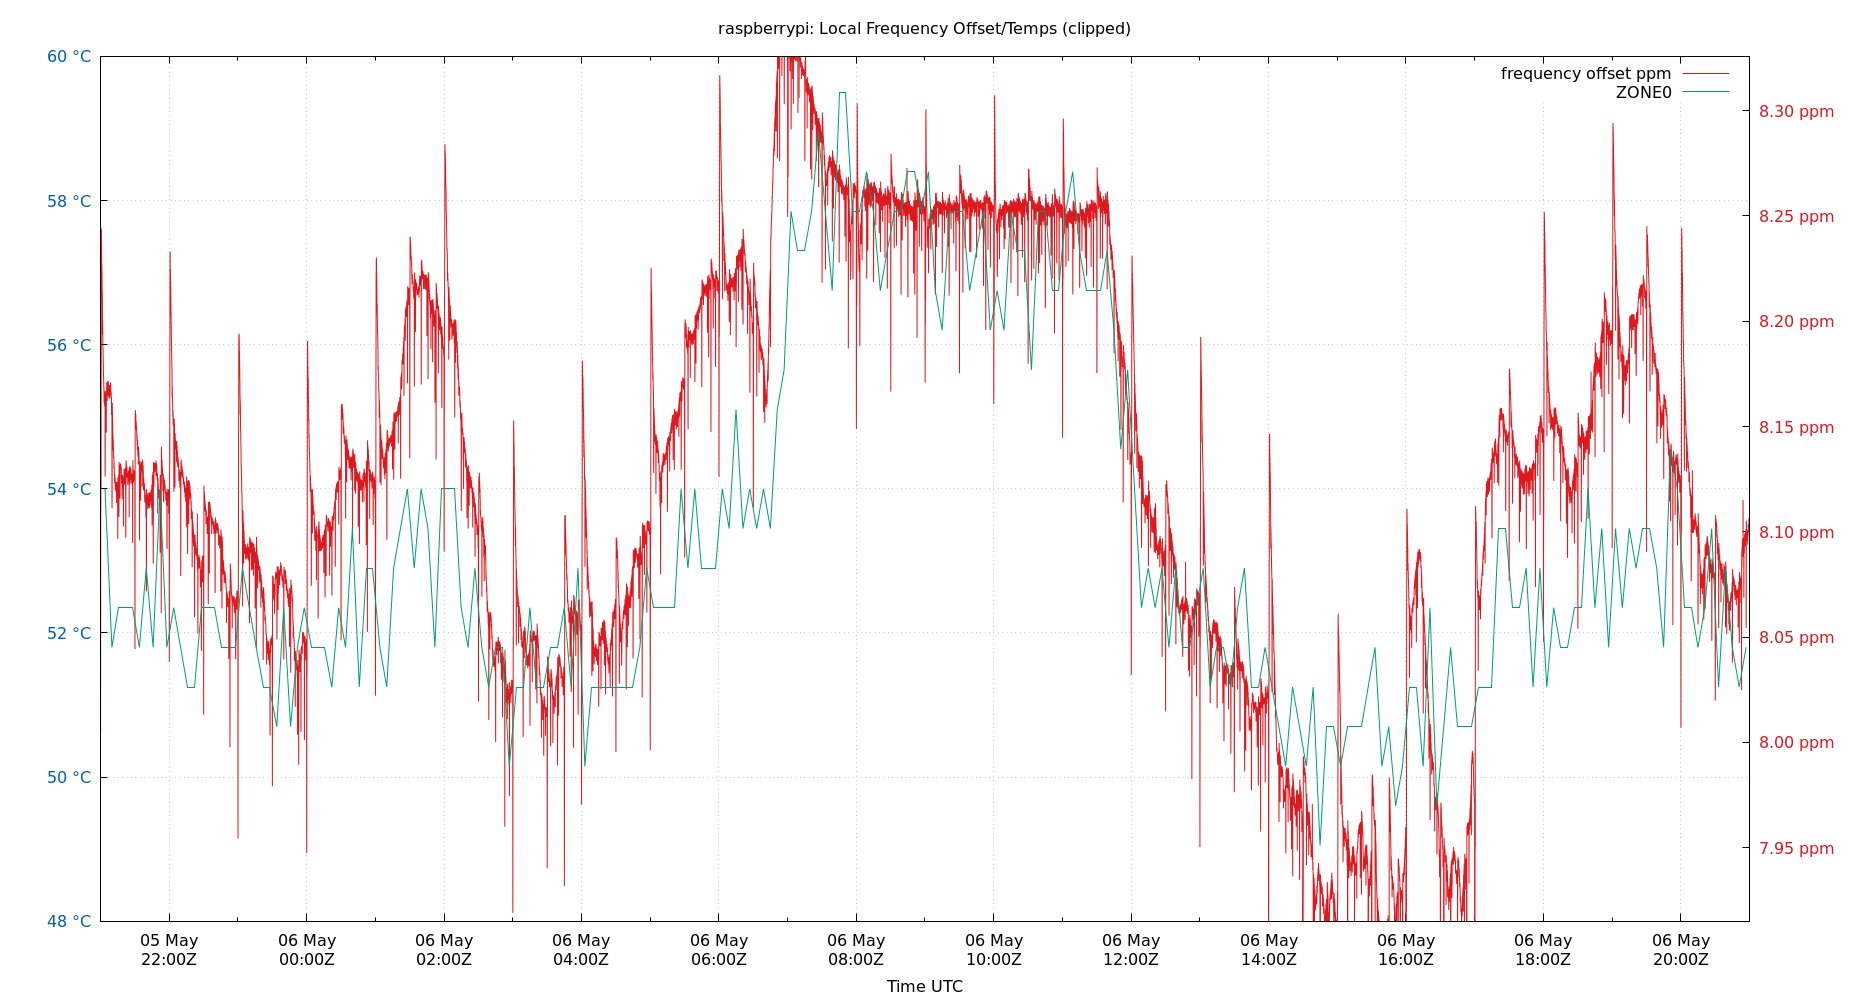 raspberrypi: Local Frequency Offset/Temps (clipped)
60 °C
58 °C
56 °C
54 °C
52 °C
50 °C
48 °C
frequency offset ppm
ZONE0
8.30 ppm
8.25 ppm
8.20 ppm
8.15 ppm
8.10 ppm
8.05 ppm
8.00 ppm
7.95 ppm
05 May 06 May 06 May 06 May 06 May 06 May 06 May 06 May 06 May 06 May 06 May 06 May
22:00Z 00:00Z 02:00Z 04:00Z 06:00Z 08:00Z 10:00Z 12:00Z 14:00Z 16:00Z 18:00Z 20:00Z
Time UTC